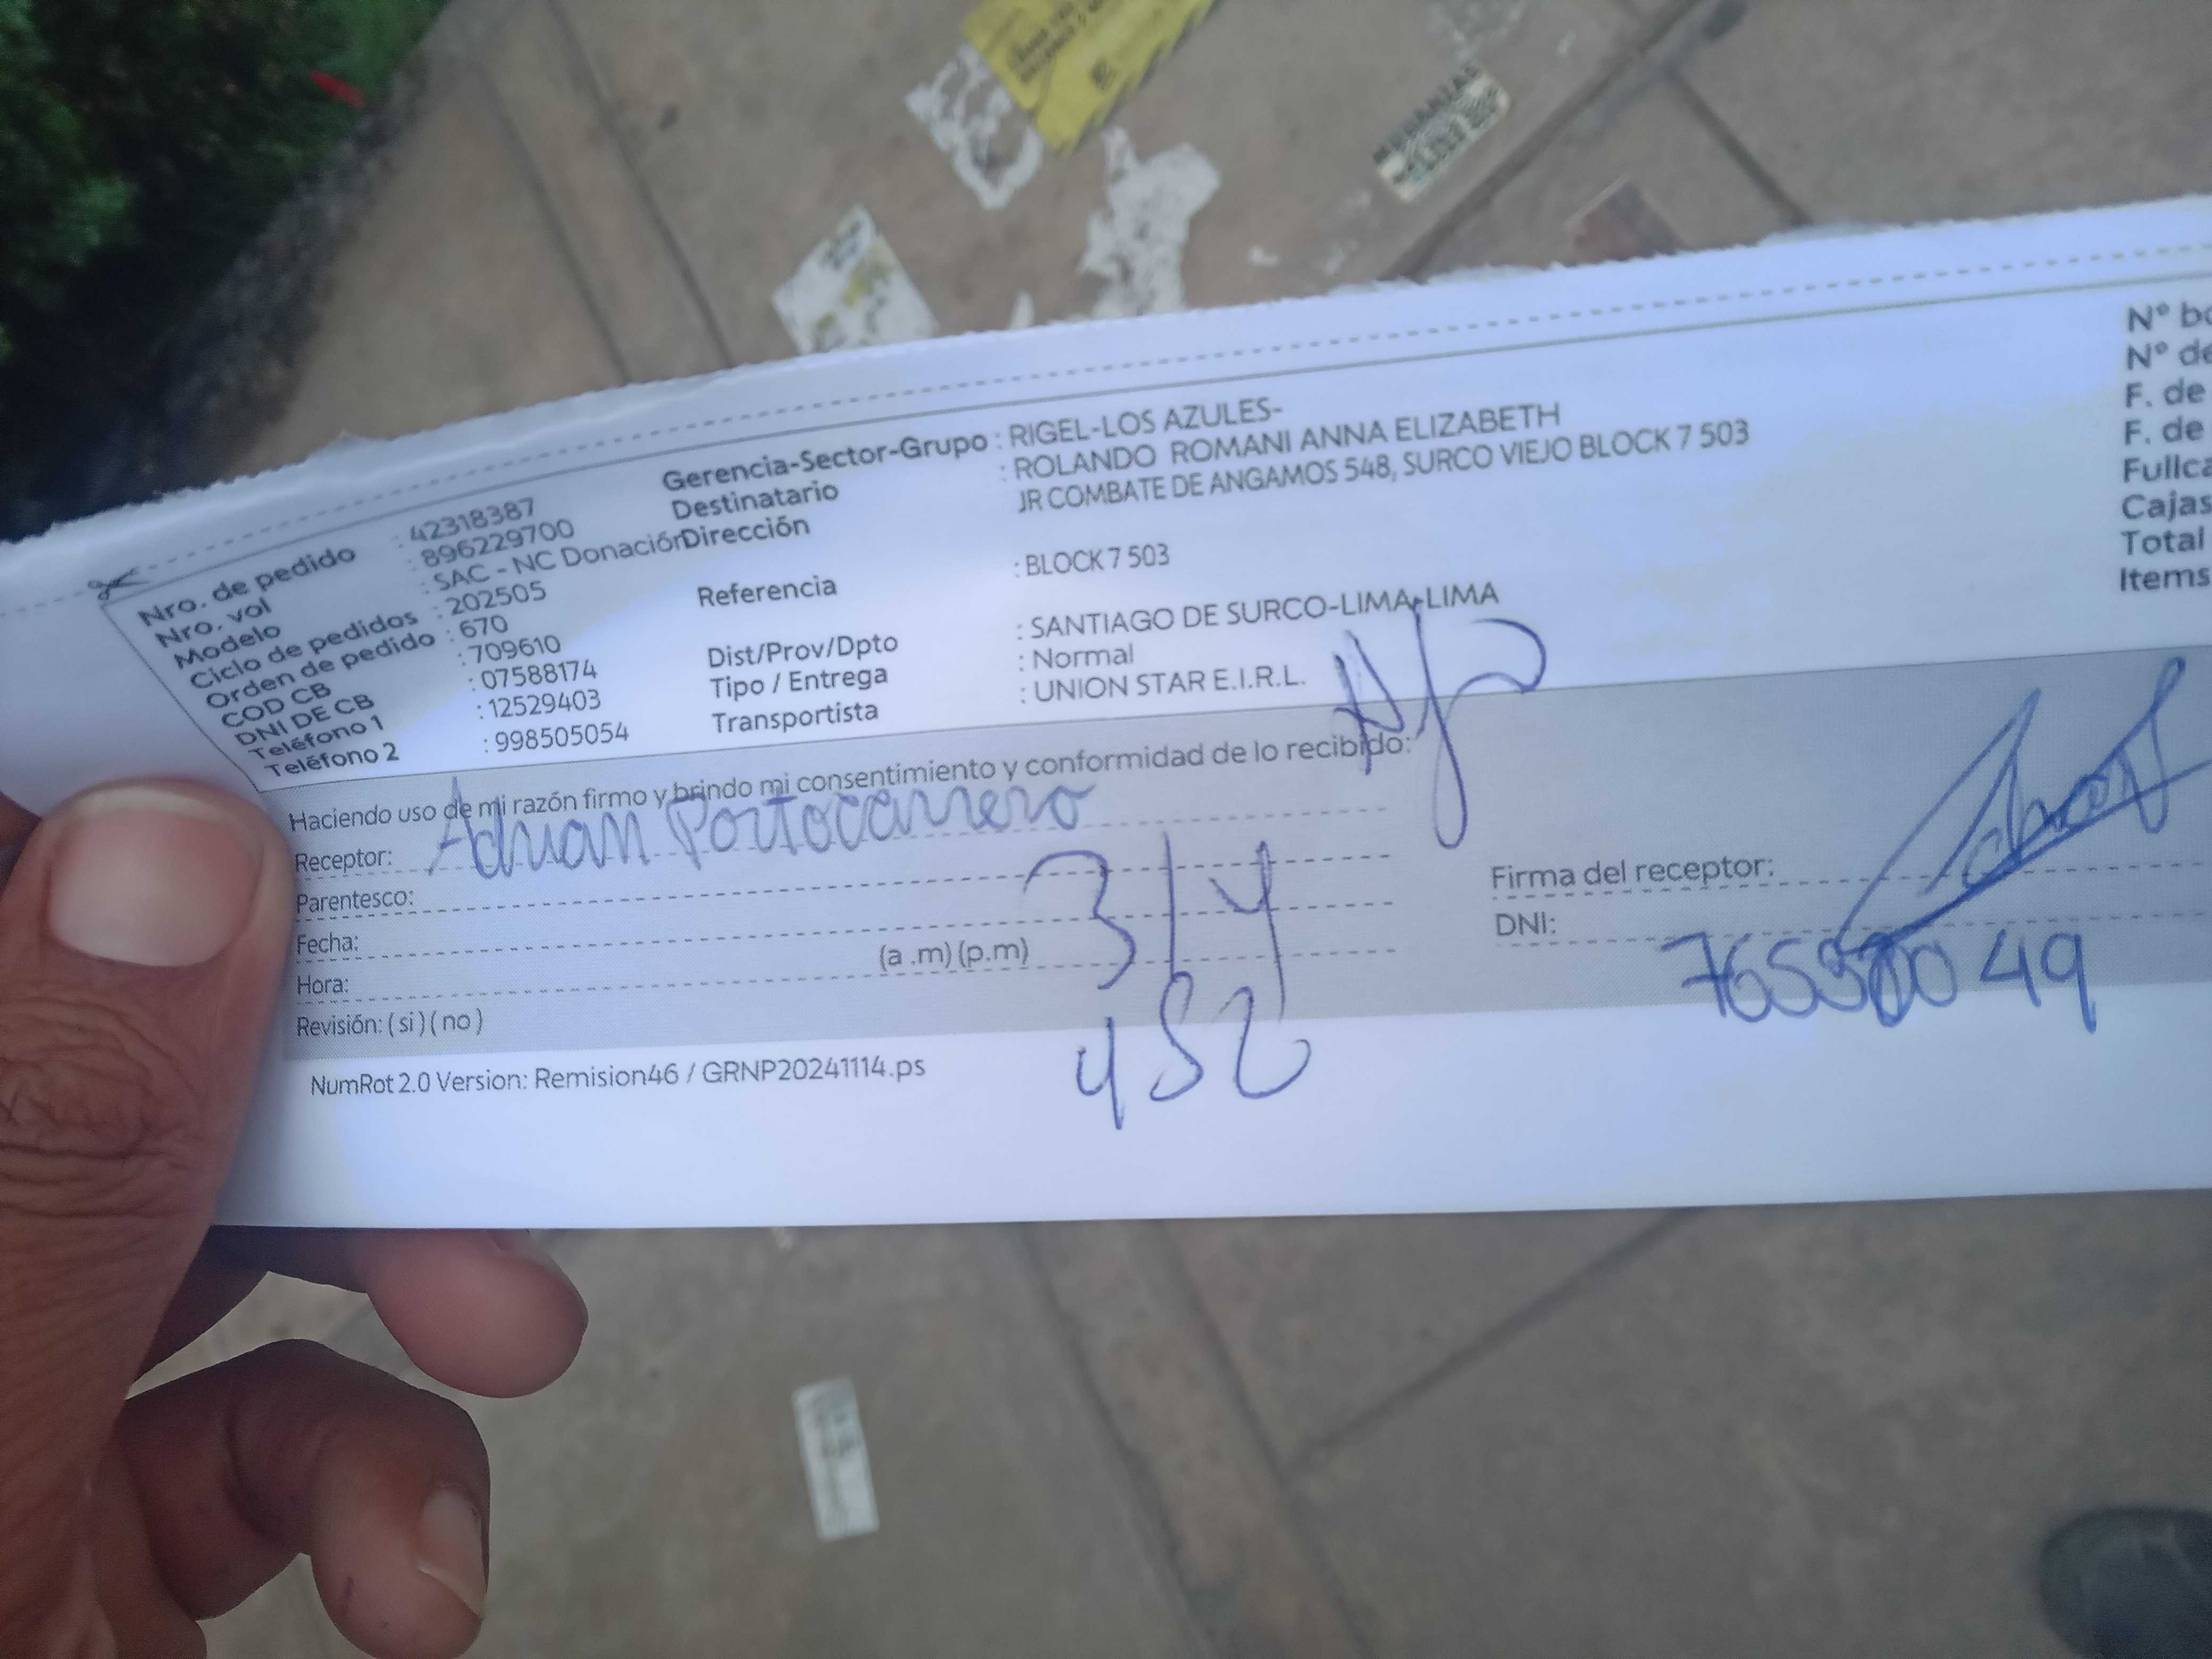 Nro. de pedido : 42318387
Nro. vol : 896229700
Modelo : SAC - NC Donación
Ciclo de pedidos : 202505
Orden de pedido : 670
COD CB : 709610
DNI DE CB : 07588174
Teléfono 1 : 12529403
Teléfono 2 : 998505054
Gerencia-Sector-Grupo : RIGEL-LOS AZULES-
Destinatario : ROLANDO ROMANI ANNA ELIZABETH
Dirección JR COMBATE DE ANGAMOS 548, SURCO VIEJO BLOCK 7 503
Referencia : BLOCK 7 503
Dist/Prov/Dpto : SANTIAGO DE SURCO-LIMA-LIMA
Tipo / Entrega : Normal
Transportista : UNION STAR E.I.R.L.
N° bo
N° de
F. de
F. de
Fullca
Cajas
Total
Items
Haciendo uso de mi razón firmo y brindo mi consentimiento y conformidad de lo recibido:
Receptor: Adrian Portocarrero
Parentesco:
Fecha: 3/4
Hora: (a .m) (p.m)
452
Revisión: ( si ) ( no )
Firma del receptor:
DNI:
NumRot 2.0 Version: Remision46 / GRNP20241114.ps